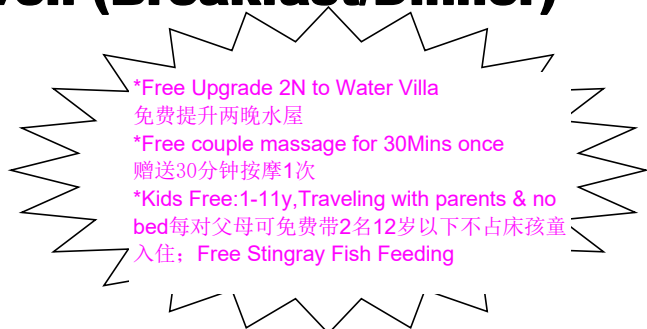 (Breakfast/Dinner)
*Free Upgrade 2N to Water Villa
免费提升两晚水屋
*Free couple massage for 30Mins once
赠送30分钟按摩1次
*Kids Free:1-11y,Traveling with parents & no
bed每对父母可免费带2名12岁以下不占床孩童
入住；Free Stingray Fish Feeding